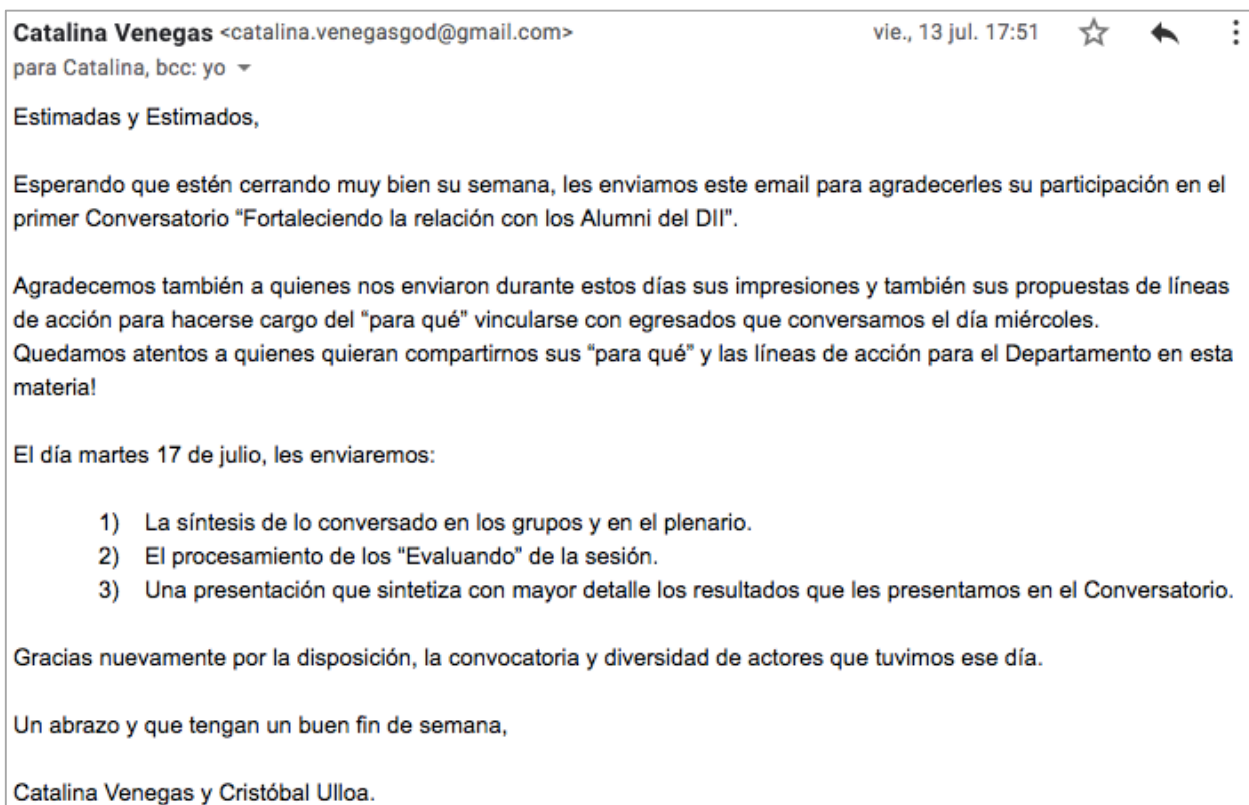 Catalina Venegas <catalina.venegasgod@gmail.com> vie., 13 jul. 17:51
para Catalina, bcc: yo
Estimadas y Estimados,
Esperando que estén cerrando muy bien su semana, les enviamos este email para agradecerles su participación en el
primer Conversatorio “Fortaleciendo la relación con los Alumni del DII”.
Agradecemos también a quienes nos enviaron durante estos días sus impresiones y también sus propuestas de líneas
de acción para hacerse cargo del “para qué” vincularse con egresados que conversamos el día miércoles.
Quedamos atentos a quienes quieran compartirnos sus “para qué” y las líneas de acción para el Departamento en esta
materia!
El día martes 17 de julio, les enviaremos:
1) La síntesis de lo conversado en los grupos y en el plenario.
2) El procesamiento de los “Evaluando” de la sesión.
3) Una presentación que sintetiza con mayor detalle los resultados que les presentamos en el Conversatorio.
Gracias nuevamente por la disposición, la convocatoria y diversidad de actores que tuvimos ese día.
Un abrazo y que tengan un buen fin de semana,
Catalina Venegas y Cristóbal Ulloa.